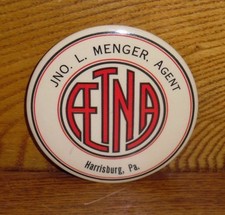 JNO. L. MENGER. AGENT
ÆTNA
Harrisburg, Pa.